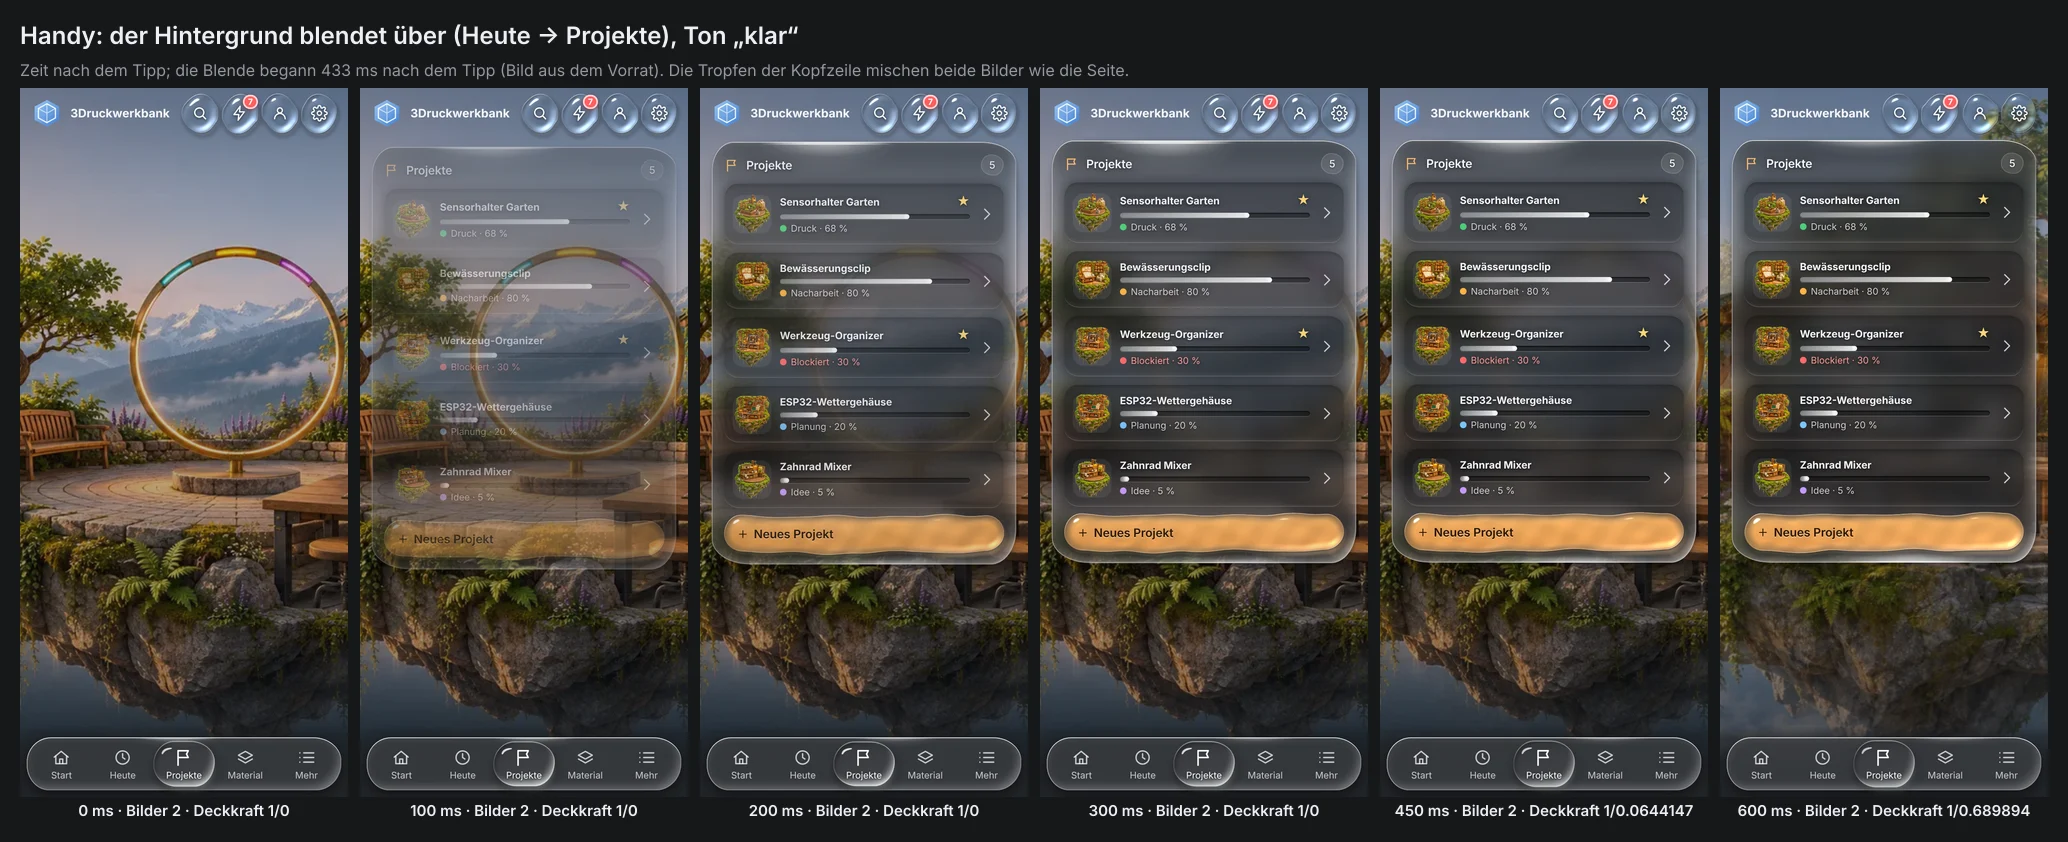 Handy: der Hintergrund blendet über (Heute → Projekte), Ton „klar“
Zeit nach dem Tipp; die Blende begann 433 ms nach dem Tipp (Bild aus dem Vorrat). Die Tropfen der Kopfzeile mischen beide Bilder wie die Seite.
3Druckwerkbank 7
Start Heute Projekte Material Mehr
0 ms · Bilder 2 · Deckkraft 1/0
3Druckwerkbank 7
Projekte 5
Sensorhalter Garten ★
Druck · 68 %
Bewässerungsclip
Nacharbeit · 80 %
Werkzeug-Organizer ★
Blockiert · 30 %
ESP32-Wettergehäuse
Planung · 20 %
Zahnrad Mixer
Idee · 5 %
+ Neues Projekt
Start Heute Projekte Material Mehr
100 ms · Bilder 2 · Deckkraft 1/0
3Druckwerkbank 7
Projekte 5
Sensorhalter Garten ★
Druck · 68 %
Bewässerungsclip
Nacharbeit · 80 %
Werkzeug-Organizer ★
Blockiert · 30 %
ESP32-Wettergehäuse
Planung · 20 %
Zahnrad Mixer
Idee · 5 %
+ Neues Projekt
Start Heute Projekte Material Mehr
200 ms · Bilder 2 · Deckkraft 1/0
3Druckwerkbank 7
Projekte 5
Sensorhalter Garten ★
Druck · 68 %
Bewässerungsclip
Nacharbeit · 80 %
Werkzeug-Organizer ★
Blockiert · 30 %
ESP32-Wettergehäuse
Planung · 20 %
Zahnrad Mixer
Idee · 5 %
+ Neues Projekt
Start Heute Projekte Material Mehr
300 ms · Bilder 2 · Deckkraft 1/0
3Druckwerkbank 7
Projekte 5
Sensorhalter Garten ★
Druck · 68 %
Bewässerungsclip
Nacharbeit · 80 %
Werkzeug-Organizer ★
Blockiert · 30 %
ESP32-Wettergehäuse
Planung · 20 %
Zahnrad Mixer
Idee · 5 %
+ Neues Projekt
Start Heute Projekte Material Mehr
450 ms · Bilder 2 · Deckkraft 1/0.0644147
3Druckwerkbank 7
Projekte 5
Sensorhalter Garten ★
Druck · 68 %
Bewässerungsclip
Nacharbeit · 80 %
Werkzeug-Organizer ★
Blockiert · 30 %
ESP32-Wettergehäuse
Planung · 20 %
Zahnrad Mixer
Idee · 5 %
+ Neues Projekt
Start Heute Projekte Material Mehr
600 ms · Bilder 2 · Deckkraft 1/0.689894